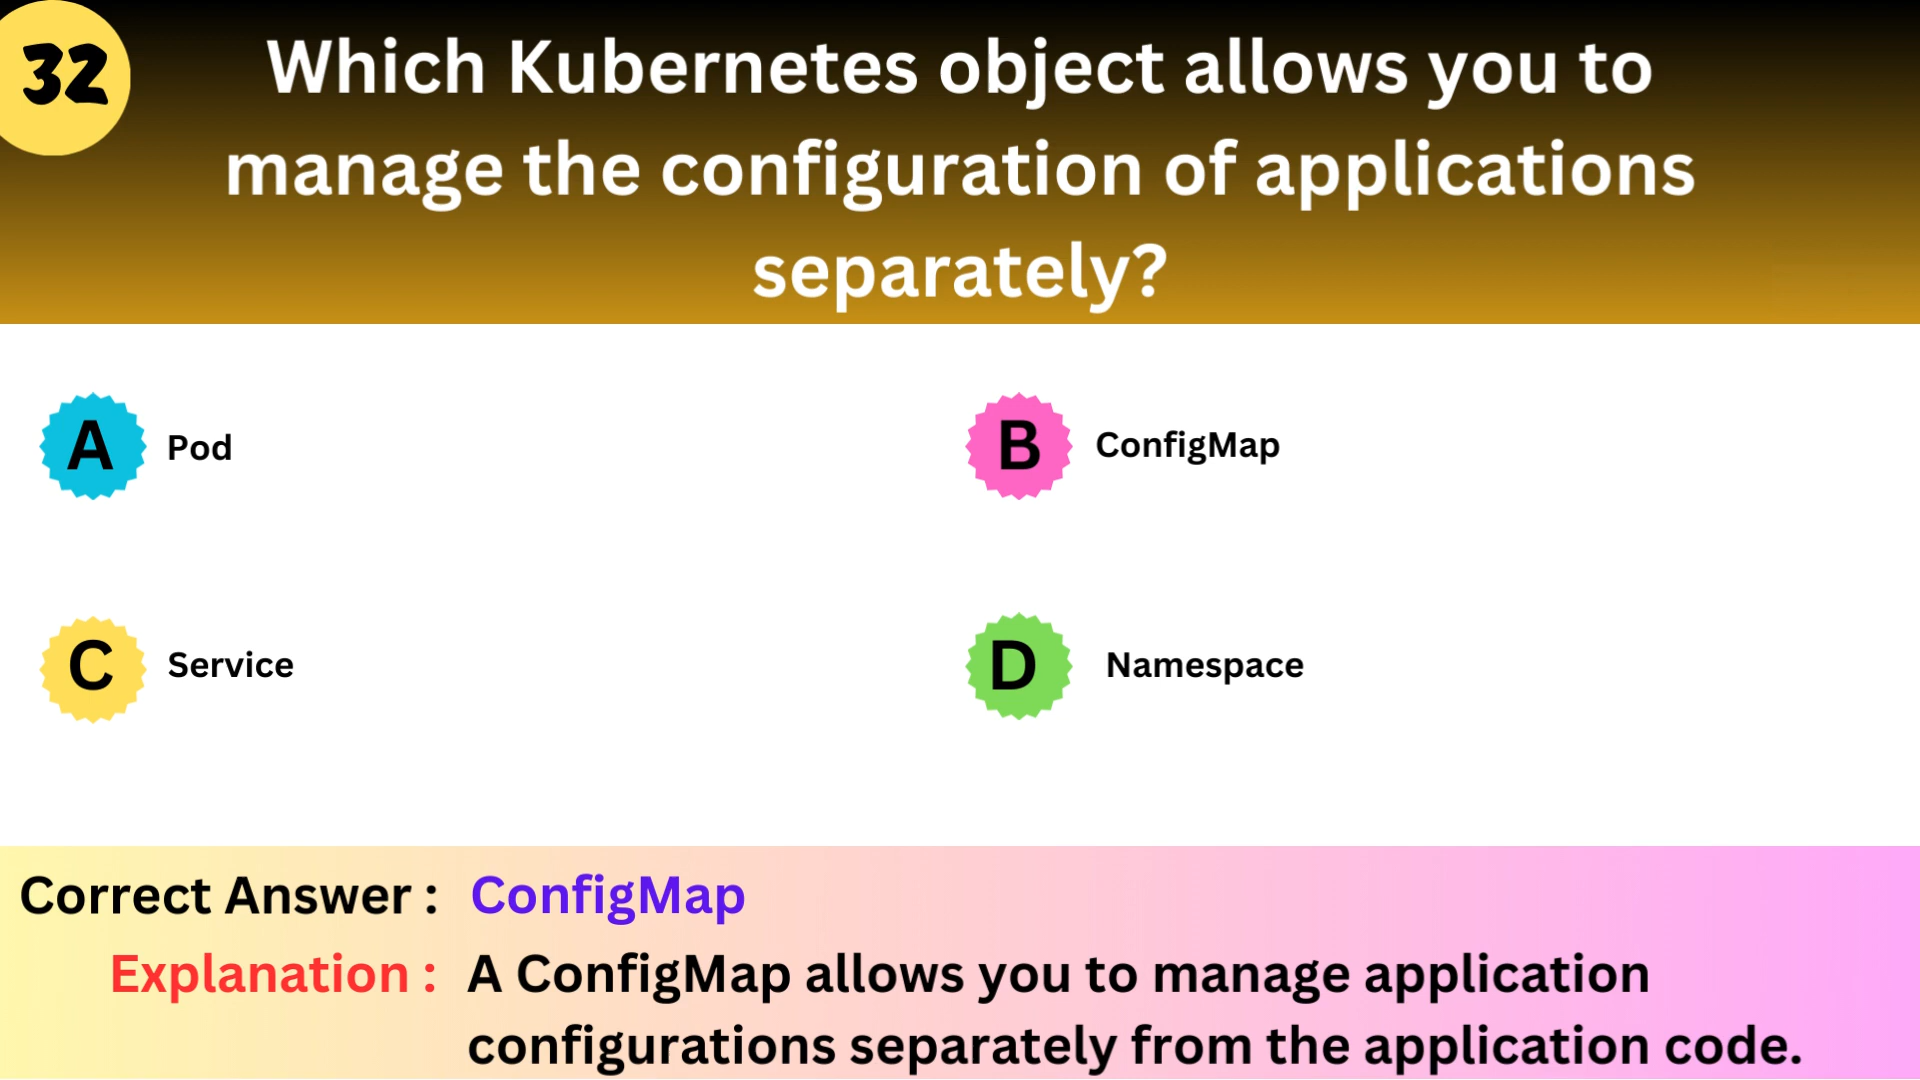 32
Which Kubernetes object allows you to
manage the configuration of applications
separately?
A Pod
B ConfigMap
C Service
D Namespace
Correct Answer : ConfigMap
Explanation : A ConfigMap allows you to manage application
configurations separately from the application code.